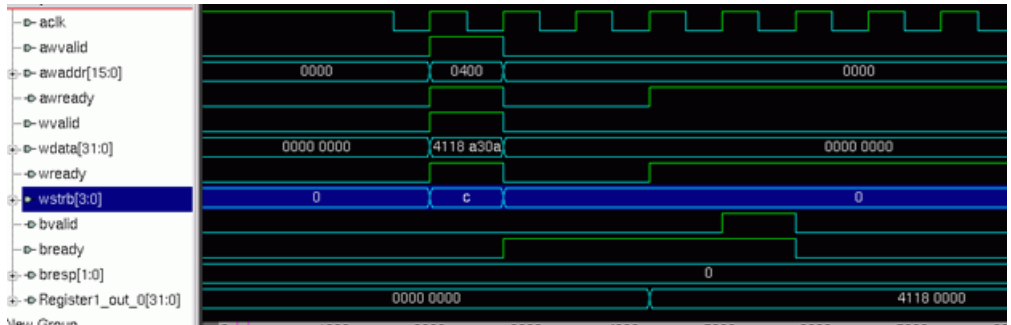 aclk
awvalid
awaddr[15:0] 0000 0400 0000
awready
wvalid
wdata[31:0] 0000 0000 4118 a30a 0000 0000
wready
wstrb[3:0] 0 c 0
bvalid
bready
bresp[1:0] 0
Register1_out_0[31:0] 0000 0000 4118 0000